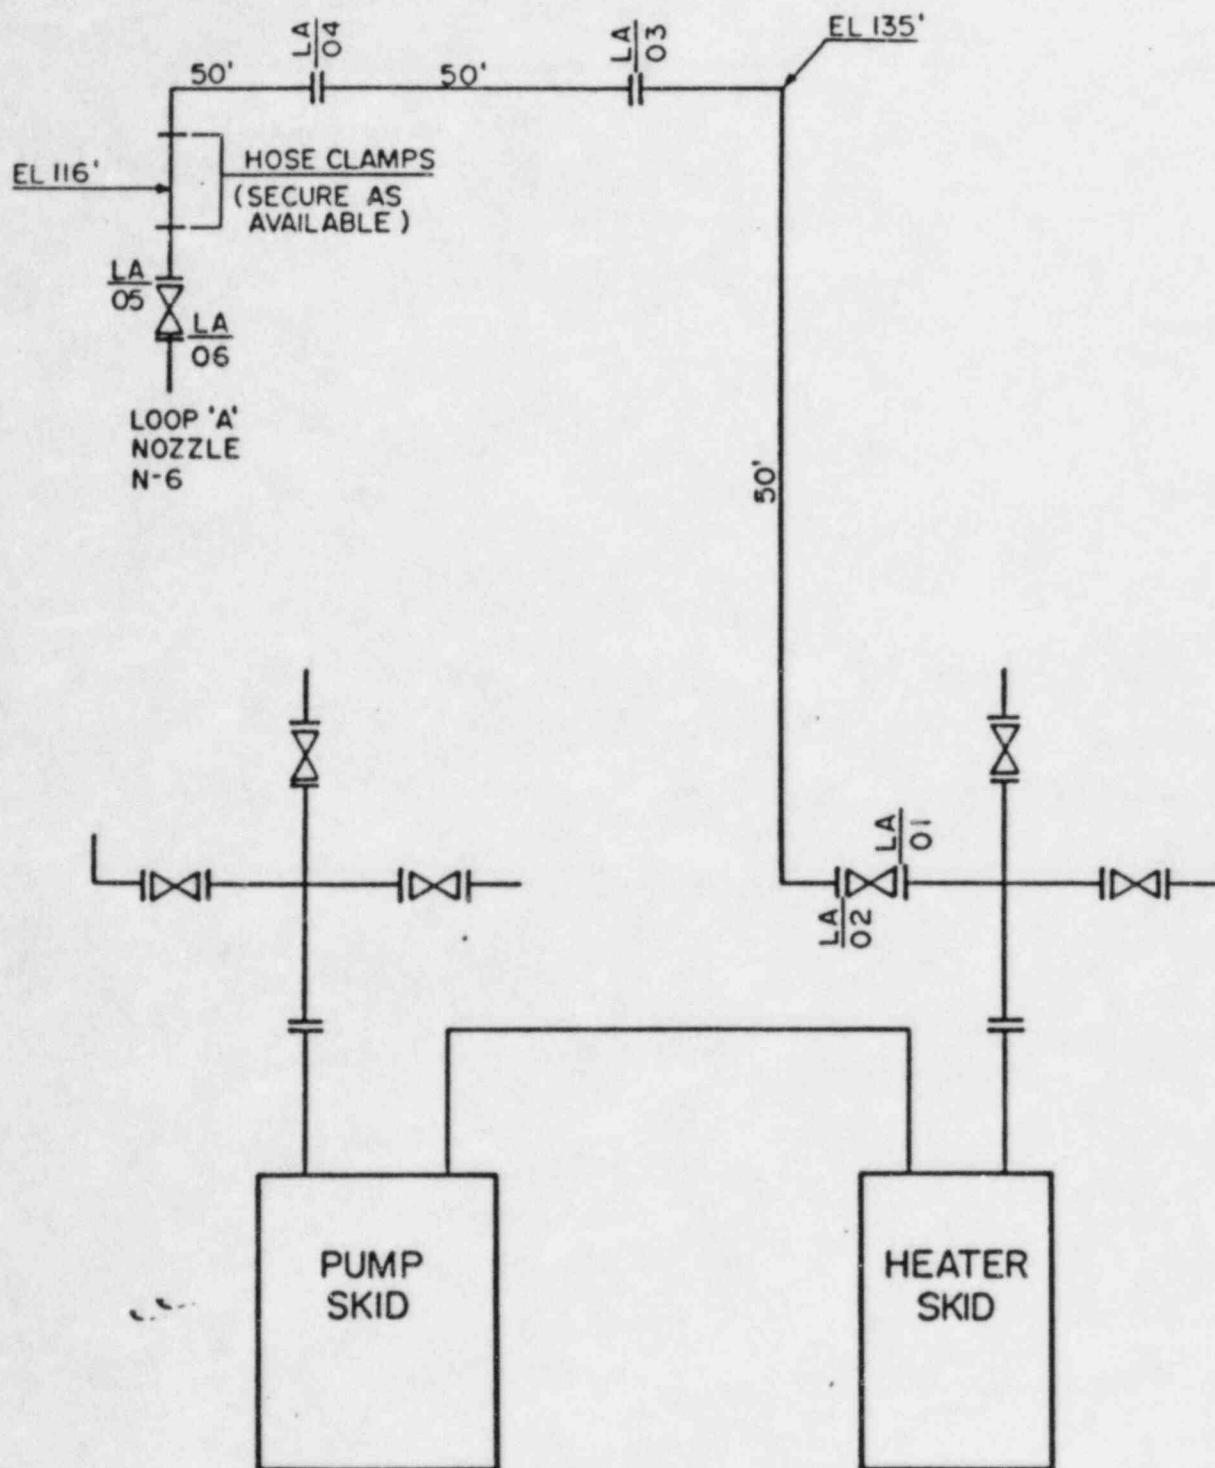 LA
04
LA
03
EL 135'
50'
50'
HOSE CLAMPS
(SECURE AS
AVAILABLE)
EL 116'
LA
05
LA
06
LOOP 'A'
NOZZLE
N-6
50'
LA
01
LA
02
PUMP
SKID
HEATER
SKID